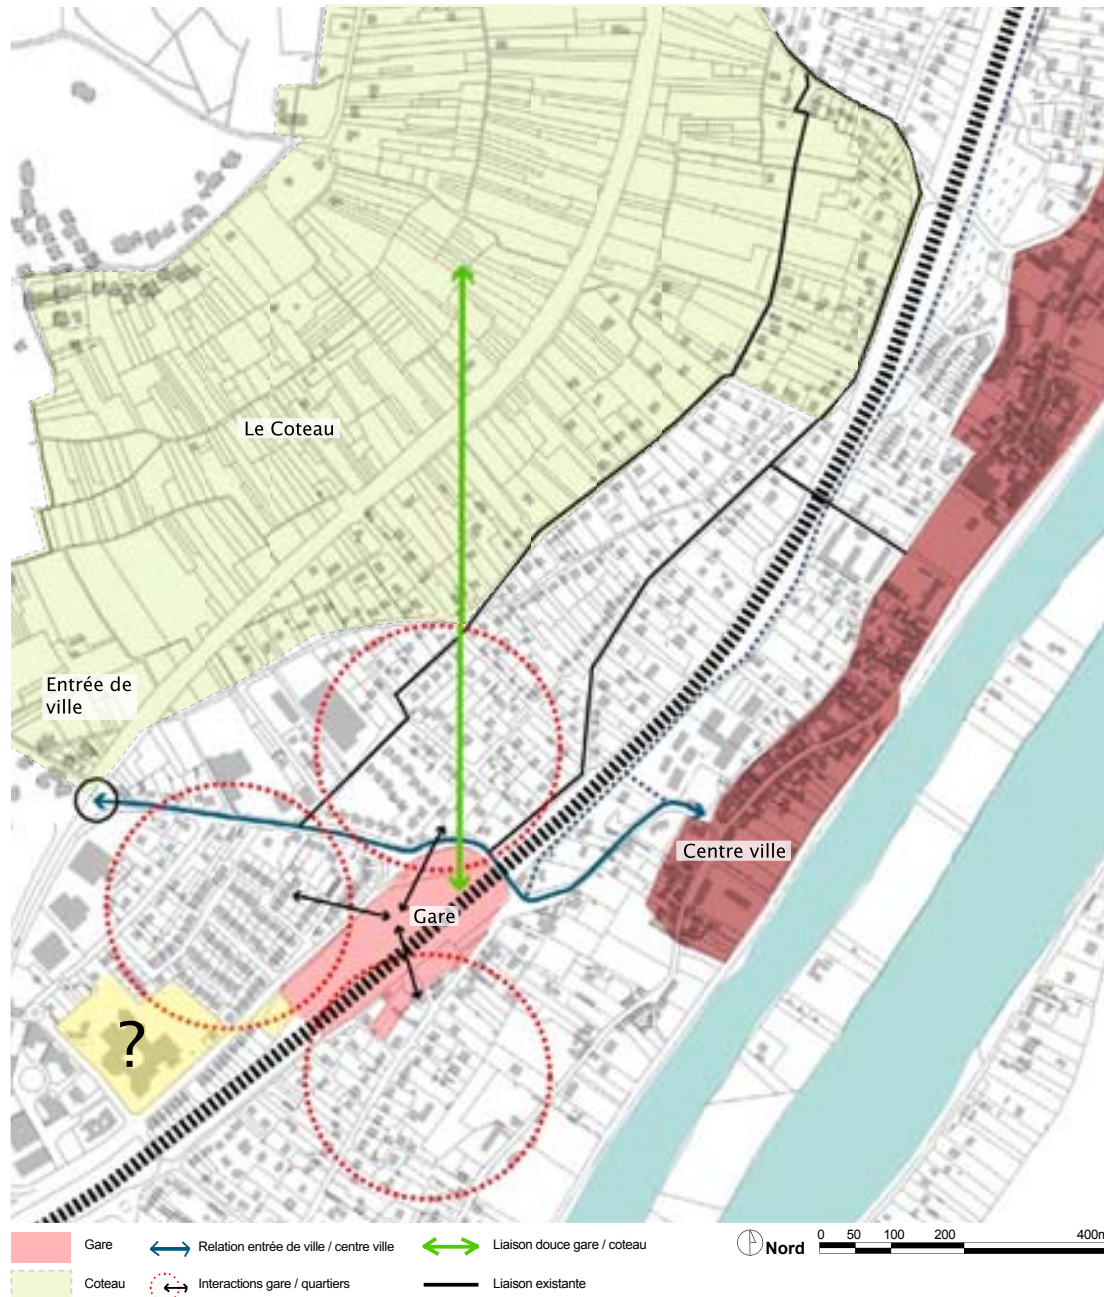 Le Coteau
Entrée de
ville
Centre ville
Gare
?
Gare
Relation entrée de ville / centre ville
Liaison douce gare / coteau
Nord
0 50 100 200 400m
Coteau
Interactions gare / quartiers
Liaison existante